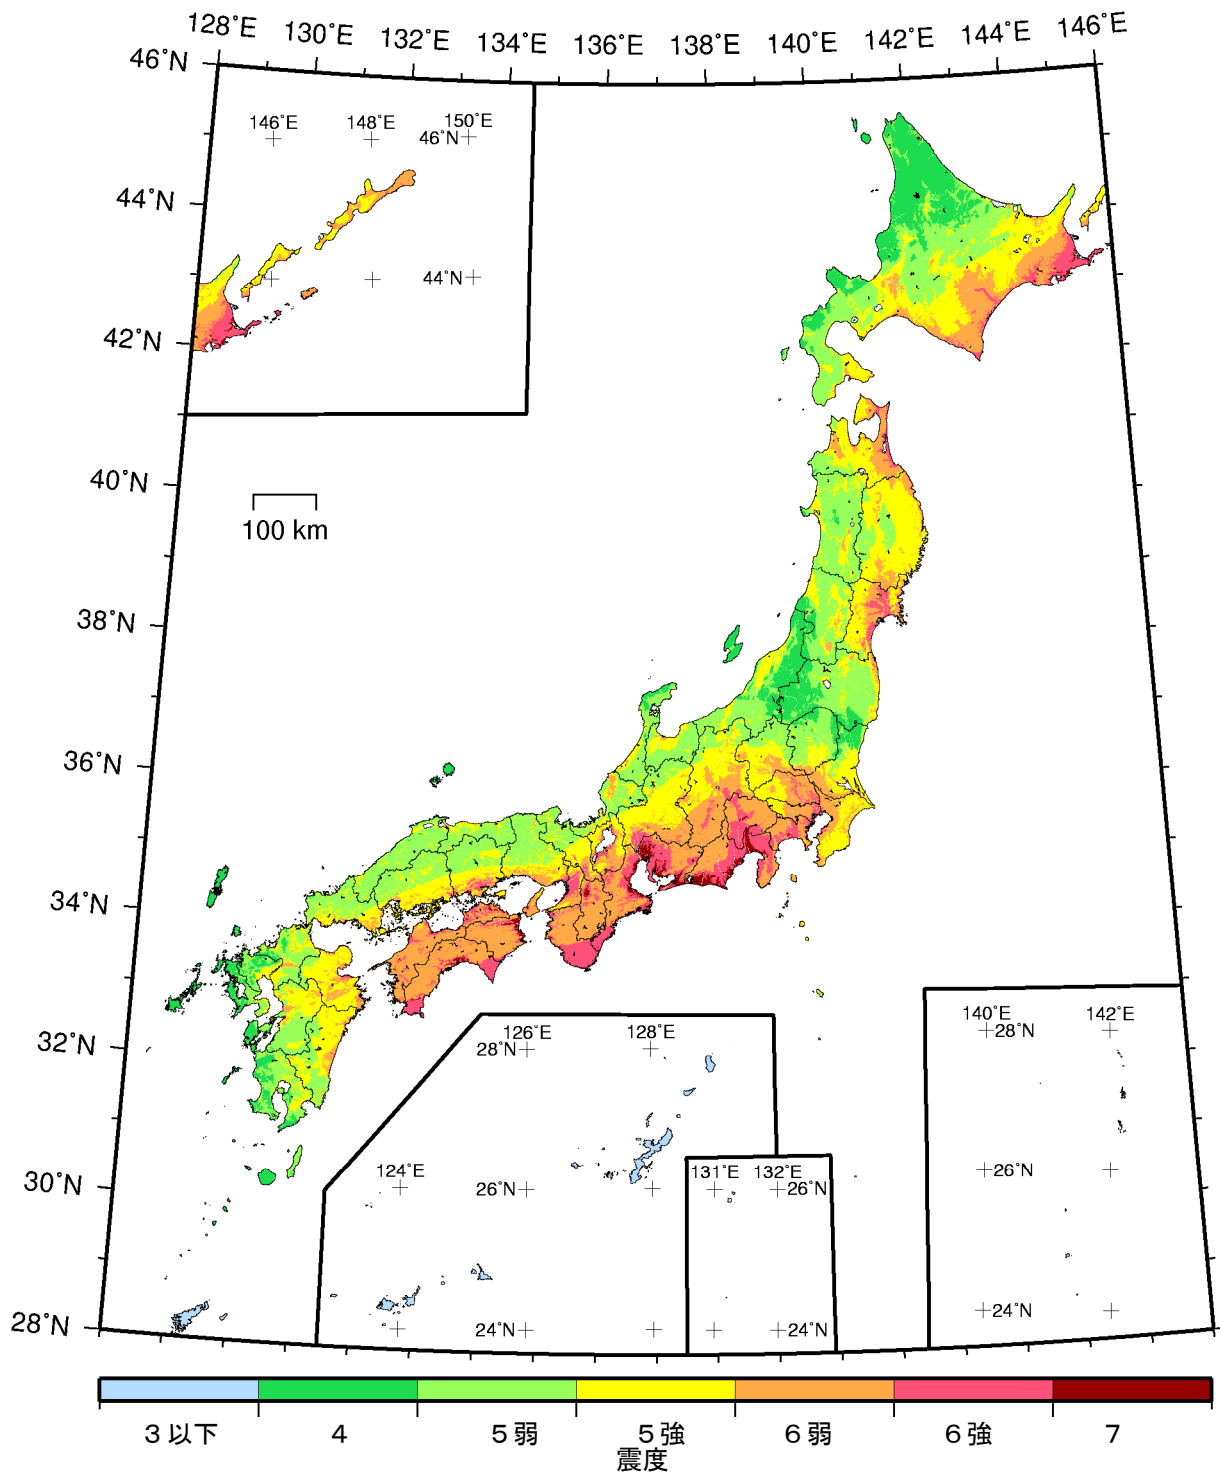 128˚E 130˚E 132˚E 134˚E 136˚E 138˚E 140˚E 142˚E 144˚E 146˚E
46˚N
146˚E 148˚E 150˚E
46˚N
44˚N
44˚N
42˚N
40˚N
100 km
38˚N
36˚N
34˚N
32˚N
126˚E 128˚E
28˚N
140˚E 142˚E
28˚N
124˚E
26˚N
131˚E 132˚E
26˚N
26˚N
30˚N
24˚N
24˚N
24˚N
28˚N
3以下 4 5弱 5強 6弱 6強 7
震度